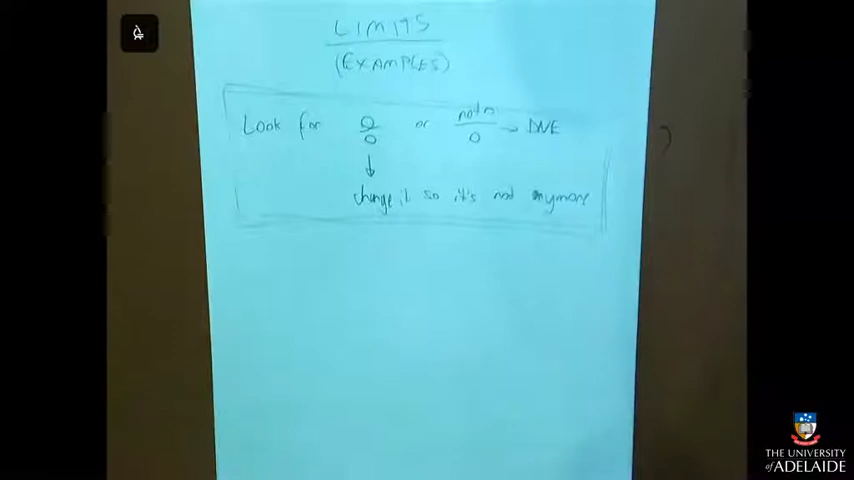 LIMITS
(EXAMPLES)
Look for 0/0 or not 0/0 → DNE
↓
change it so it's not anymore
THE UNIVERSITY
of ADELAIDE